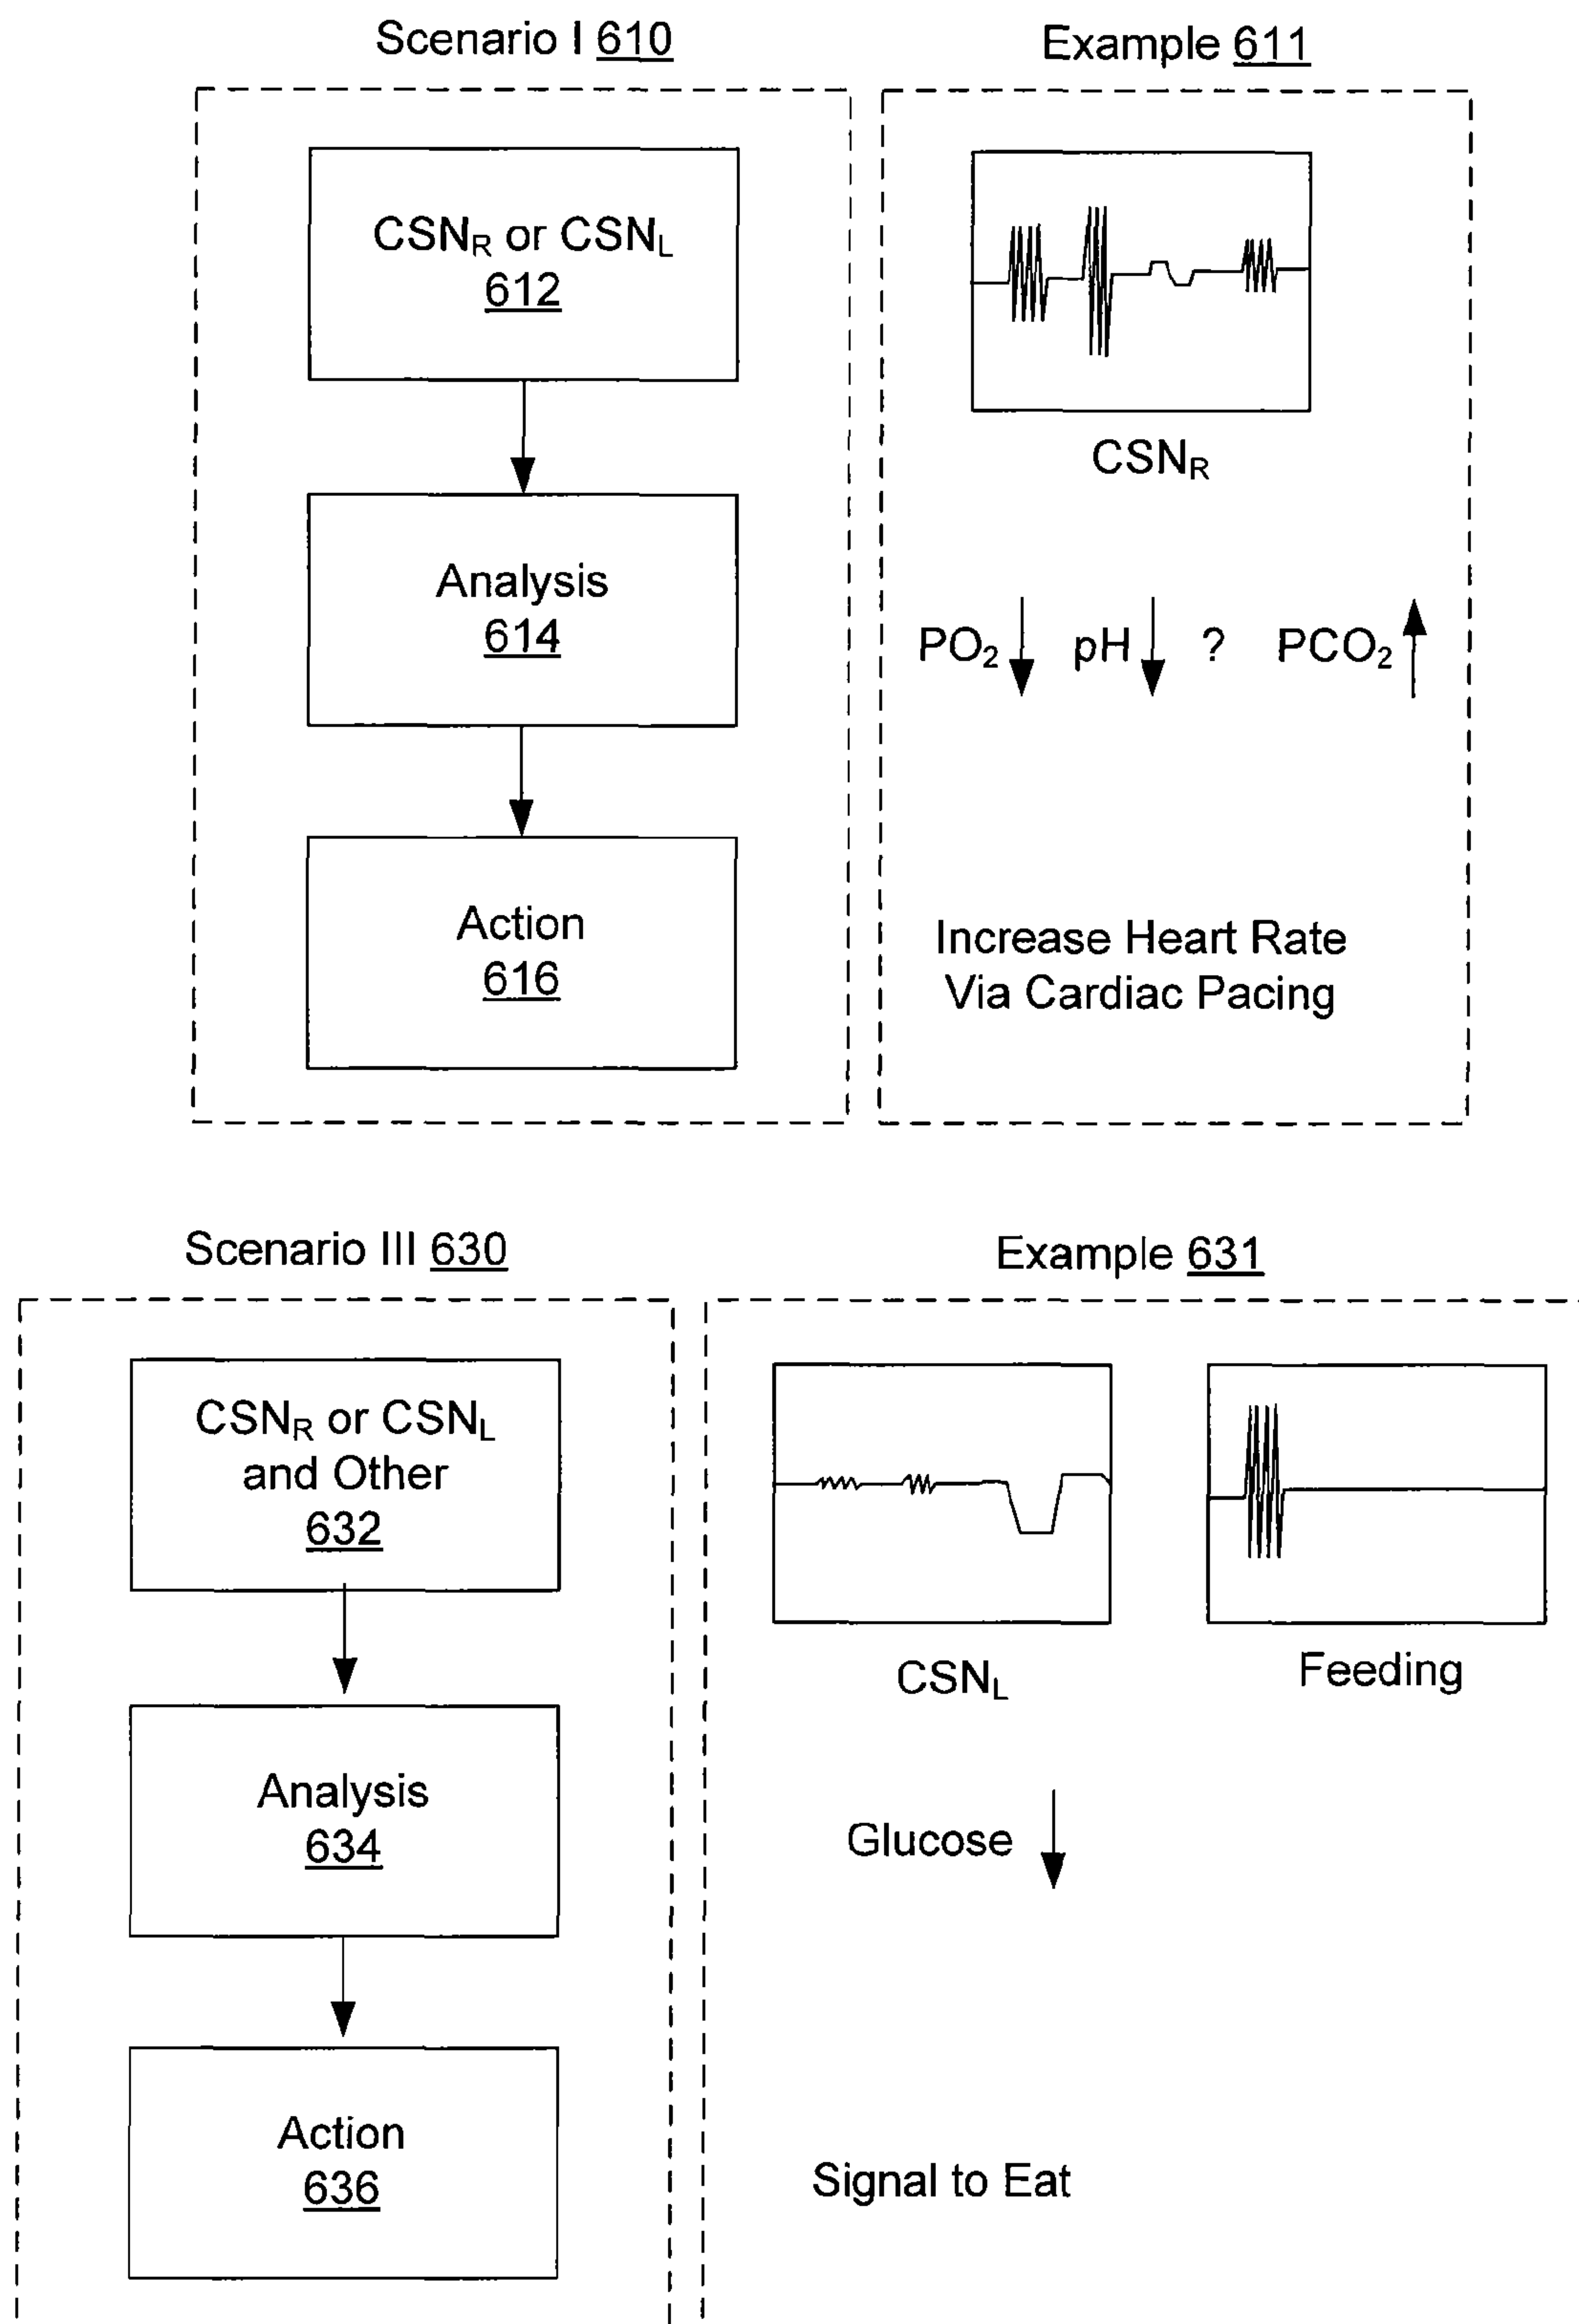 Scenario I 610
Example 611
CSNR or CSNL
612
CSNR
Analysis
614
PO2 pH ? PCO2
Action
616
Increase Heart Rate
Via Cardiac Pacing
Scenario III 630
Example 631
CSNR or CSNL
and Other
632
CSNL
Feeding
Analysis
634
Glucose
Action
636
Signal to Eat